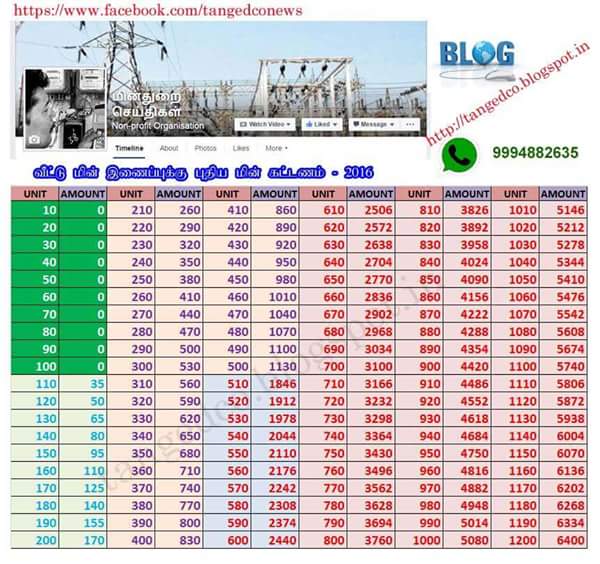 https://www.facebook.com/tangedconews
மின்துறை
செய்திகள்
Non-profit Organisation
Watch Video Liked Message
Timeline About Photos Likes More
BLOG
http://tangedco.blogspot.in
9994882635
வீட்டு மின் இணைப்புக்கு புதிய மின் கட்டணம் - 2016
UNIT AMOUNT UNIT AMOUNT UNIT AMOUNT UNIT AMOUNT UNIT AMOUNT UNIT AMOUNT
10 0 210 260 410 860 610 2506 810 3826 1010 5146
20 0 220 290 420 890 620 2572 820 3892 1020 5212
30 0 230 320 430 920 630 2638 830 3958 1030 5278
40 0 240 350 440 950 640 2704 840 4024 1040 5344
50 0 250 380 450 980 650 2770 850 4090 1050 5410
60 0 260 410 460 1010 660 2836 860 4156 1060 5476
70 0 270 440 470 1040 670 2902 870 4222 1070 5542
80 0 280 470 480 1070 680 2968 880 4288 1080 5608
90 0 290 500 490 1100 690 3034 890 4354 1090 5674
100 0 300 530 500 1130 700 3100 900 4420 1100 5740
110 35 310 560 510 1846 710 3166 910 4486 1110 5806
120 50 320 590 520 1912 720 3232 920 4552 1120 5872
130 65 330 620 530 1978 730 3298 930 4618 1130 5938
140 80 340 650 540 2044 740 3364 940 4684 1140 6004
150 95 350 680 550 2110 750 3430 950 4750 1150 6070
160 110 360 710 560 2176 760 3496 960 4816 1160 6136
170 125 370 740 570 2242 770 3562 970 4882 1170 6202
180 140 380 770 580 2308 780 3628 980 4948 1180 6268
190 155 390 800 590 2374 790 3694 990 5014 1190 6334
200 170 400 830 600 2440 800 3760 1000 5080 1200 6400
tangedco.blogspot.in